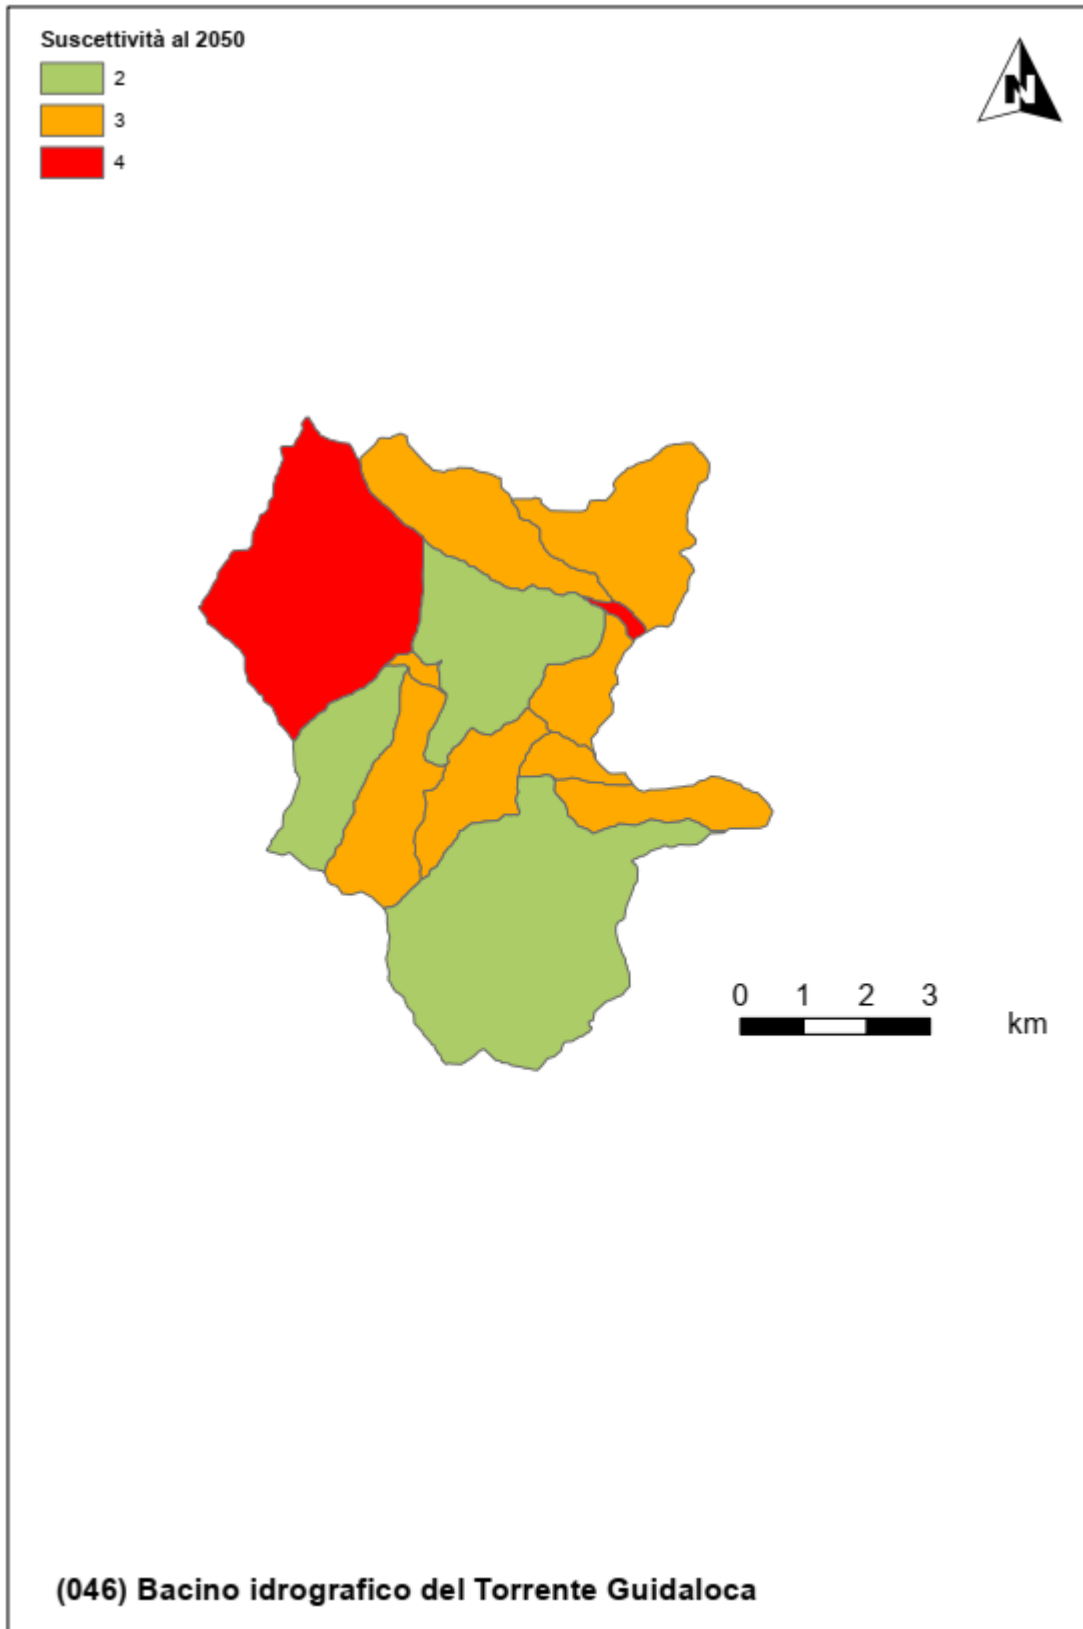 Suscettività al 2050
2
3
4
N
0 1 2 3
km
(046) Bacino idrografico del Torrente Guidaloca